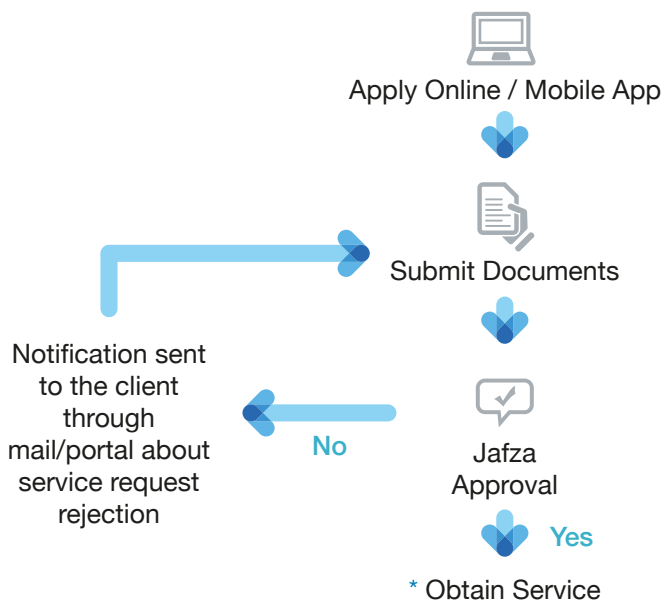 Apply Online / Mobile App
Submit Documents
Notification sent
to the client
through
mail/portal about
service request
rejection
No
Jafza
Approval
Yes
* Obtain Service